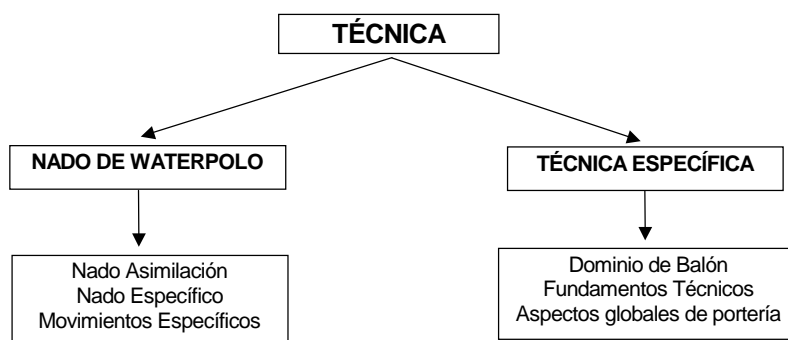 TÉCNICA
NADO DE WATERPOLO
TÉCNICA ESPECÍFICA
Nado Asimilación
Nado Específico
Movimientos Específicos
Dominio de Balón
Fundamentos Técnicos
Aspectos globales de portería